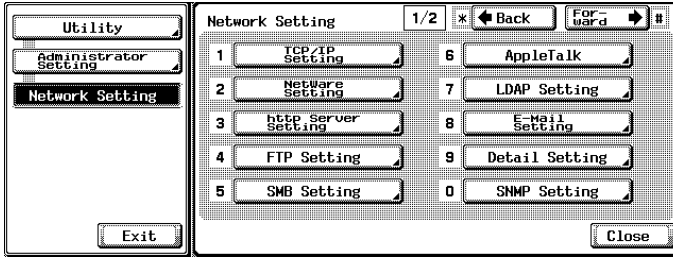 Utility
Administrator
Setting
Network Setting
Exit
Network Setting
1/2
* Back
For-
ward #
1 TCP/IP
Setting
2 NetWare
Setting
3 http Server
Setting
4 FTP Setting
5 SMB Setting
6 AppleTalk
7 LDAP Setting
8 E-Mail
Setting
9 Detail Setting
0 SNMP Setting
Close